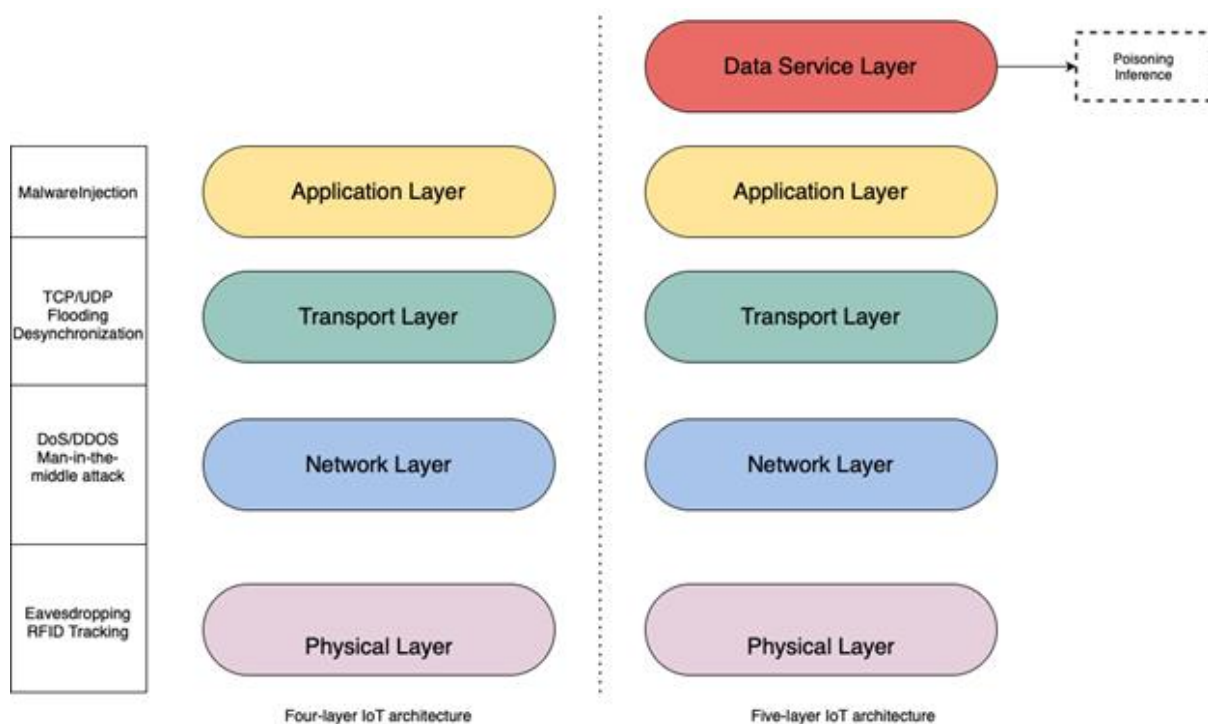 Data Service Layer
Poisoning
Inference
MalwareInjection
Application Layer
Application Layer
TCP/UDP
Flooding
Desynchronization
Transport Layer
Transport Layer
DoS/DDOS
Man-in-the-
middle attack
Network Layer
Network Layer
Eavesdropping
RFID Tracking
Physical Layer
Physical Layer
Four-layer IoT architecture
Five-layer IoT architecture